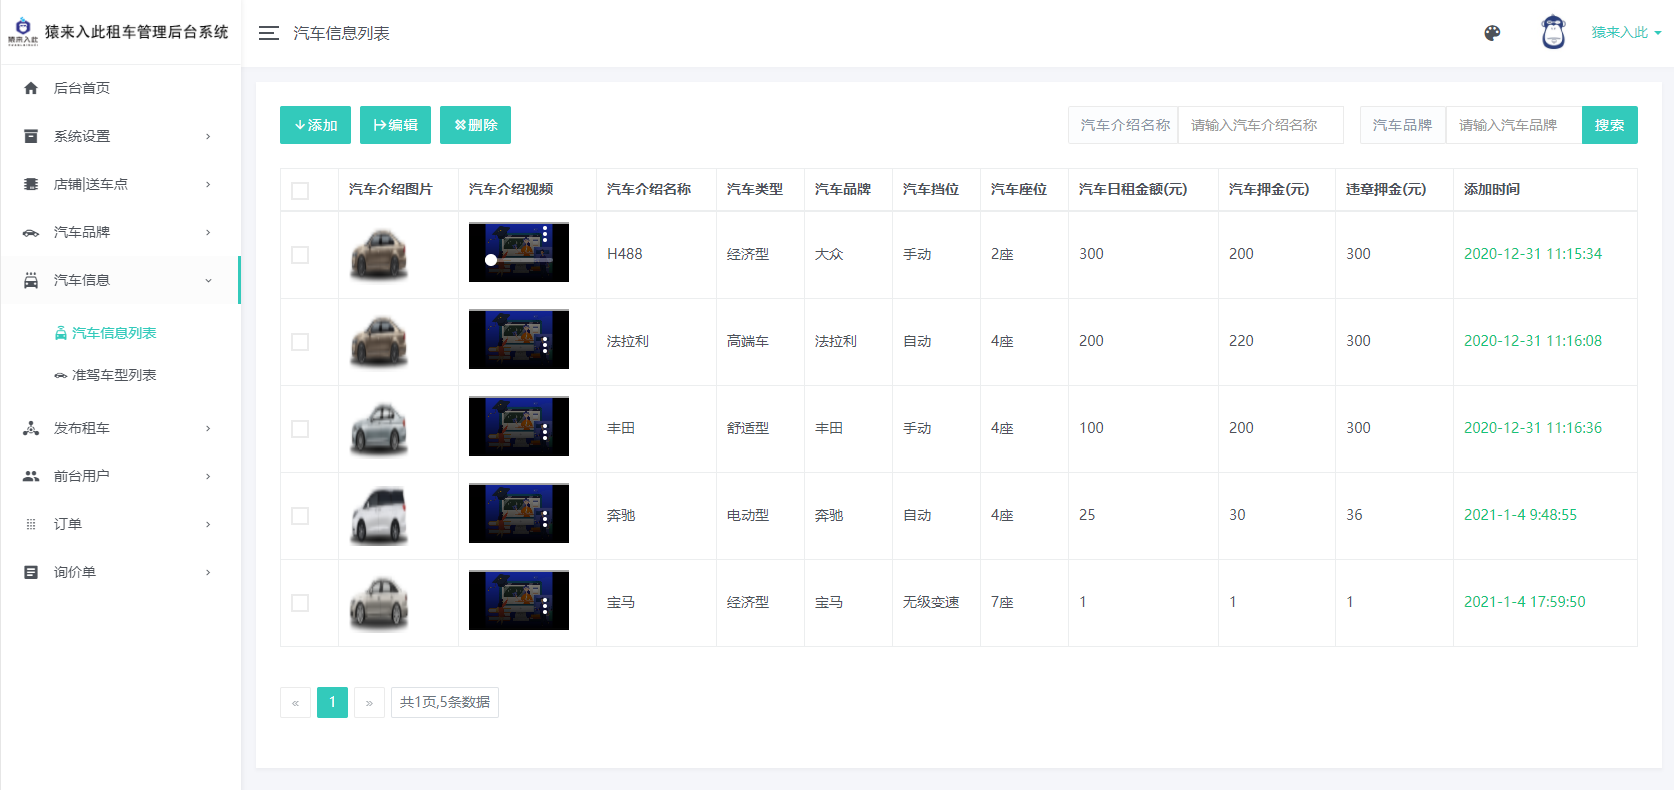 猿来入此
猿来入此租车管理后台系统
汽车信息列表
猿来入此
后台首页
系统设置
店铺|送车点
汽车品牌
汽车信息
汽车信息列表
准驾车型列表
发布租车
前台用户
订单
询价单
添加 编辑 删除
汽车介绍名称 请输入汽车介绍名称 汽车品牌 请输入汽车品牌 搜索
汽车介绍图片 汽车介绍视频 汽车介绍名称 汽车类型 汽车品牌 汽车挡位 汽车座位 汽车日租金额(元) 汽车押金(元) 违章押金(元) 添加时间
H488 经济型 大众 手动 2座 300 200 300 2020-12-31 11:15:34
法拉利 高端车 法拉利 自动 4座 200 220 300 2020-12-31 11:16:08
丰田 舒适型 丰田 手动 4座 100 200 300 2020-12-31 11:16:36
奔驰 电动型 奔驰 自动 4座 25 30 36 2021-1-4 9:48:55
宝马 经济型 宝马 无级变速 7座 1 1 1 2021-1-4 17:59:50
« 1 » 共1页,5条数据